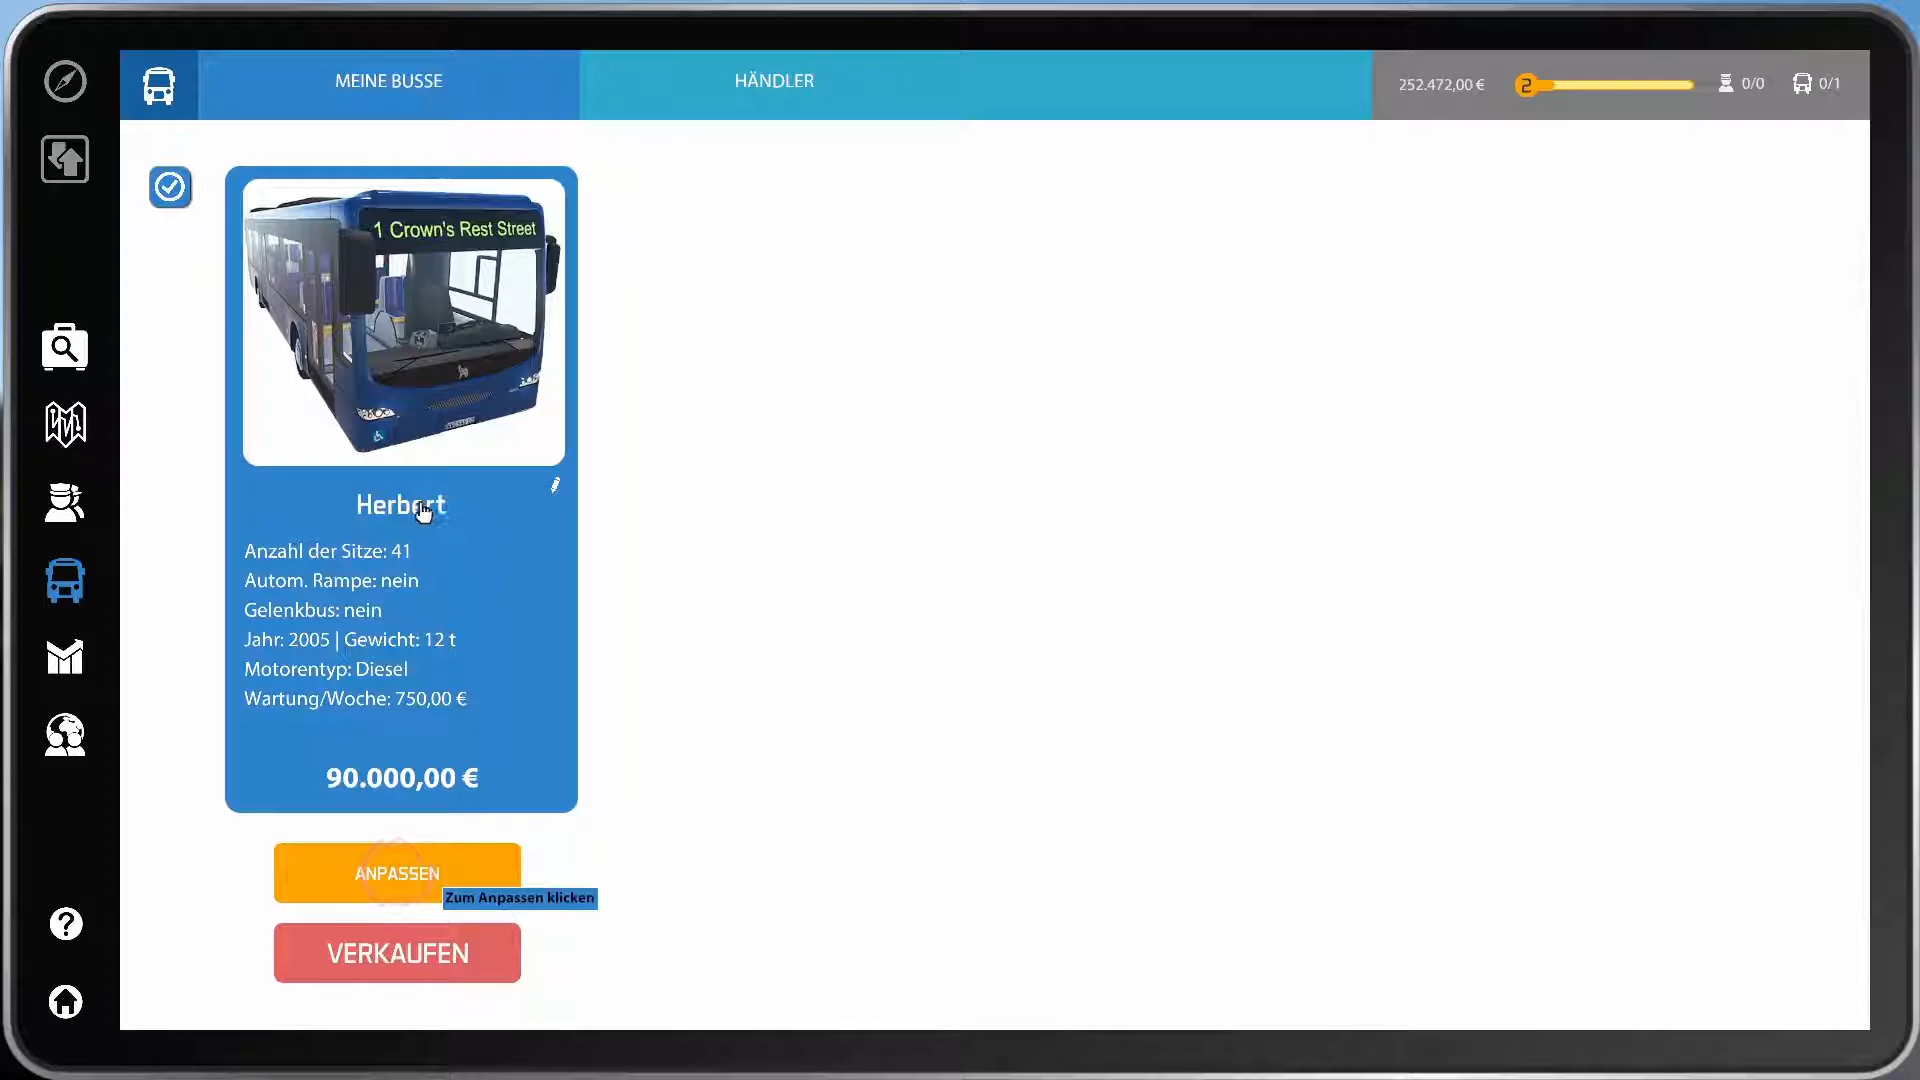 MEINE BUSSE
HÄNDLER
252.472,00 €
2
0/0
0/1
1 Crown's Rest Street
Herbert
Anzahl der Sitze: 41
Autom. Rampe: nein
Gelenkbus: nein
Jahr: 2005 | Gewicht: 12 t
Motorentyp: Diesel
Wartung/Woche: 750,00 €
90.000,00 €
ANPASSEN
Zum Anpassen klicken
VERKAUFEN